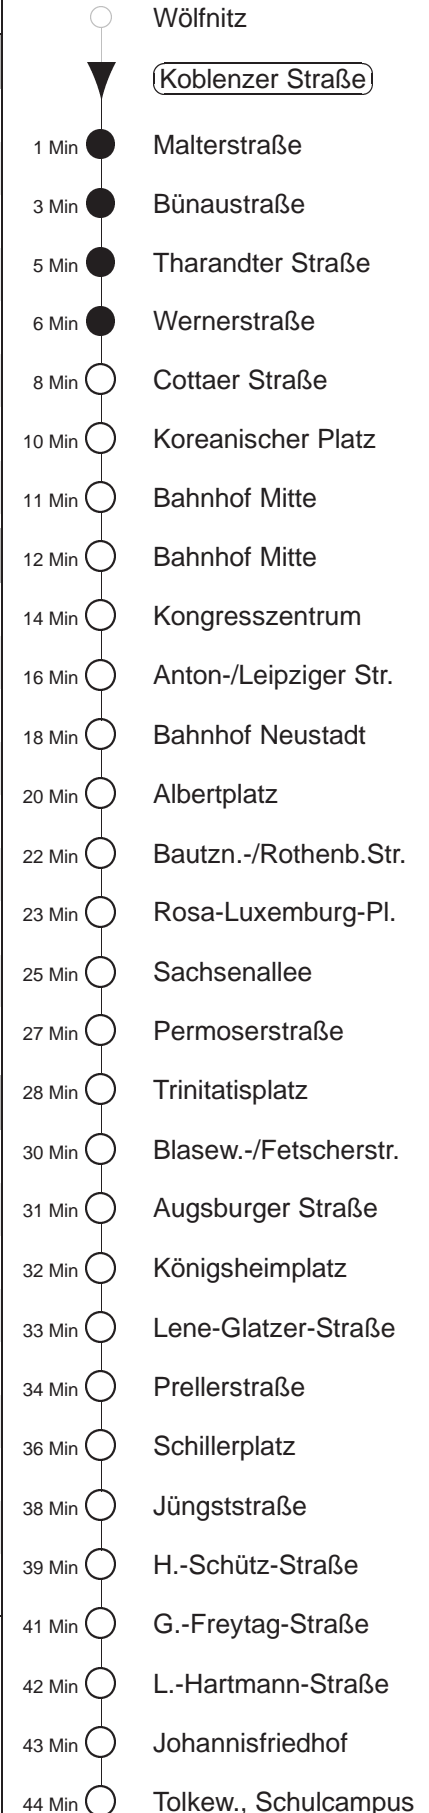 Wölfnitz
Koblenzer Straße
1 Min Malterstraße
3 Min Bünaustraße
5 Min Tharandter Straße
6 Min Wernerstraße
8 Min Cottaer Straße
10 Min Koreanischer Platz
11 Min Bahnhof Mitte
12 Min Bahnhof Mitte
14 Min Kongresszentrum
16 Min Anton-/Leipziger Str.
18 Min Bahnhof Neustadt
20 Min Albertplatz
22 Min Bautzn.-/Rothenb.Str.
23 Min Rosa-Luxemburg-Pl.
25 Min Sachsenallee
27 Min Permoserstraße
28 Min Trinitatisplatz
30 Min Blasew.-/Fetscherstr.
31 Min Augsburger Straße
32 Min Königsheimplatz
33 Min Lene-Glatzer-Straße
34 Min Prellerstraße
36 Min Schillerplatz
38 Min Jüngststraße
39 Min H.-Schütz-Straße
41 Min G.-Freytag-Straße
42 Min L.-Hartmann-Straße
43 Min Johannisfriedhof
44 Min Tolkew., Schulcampus